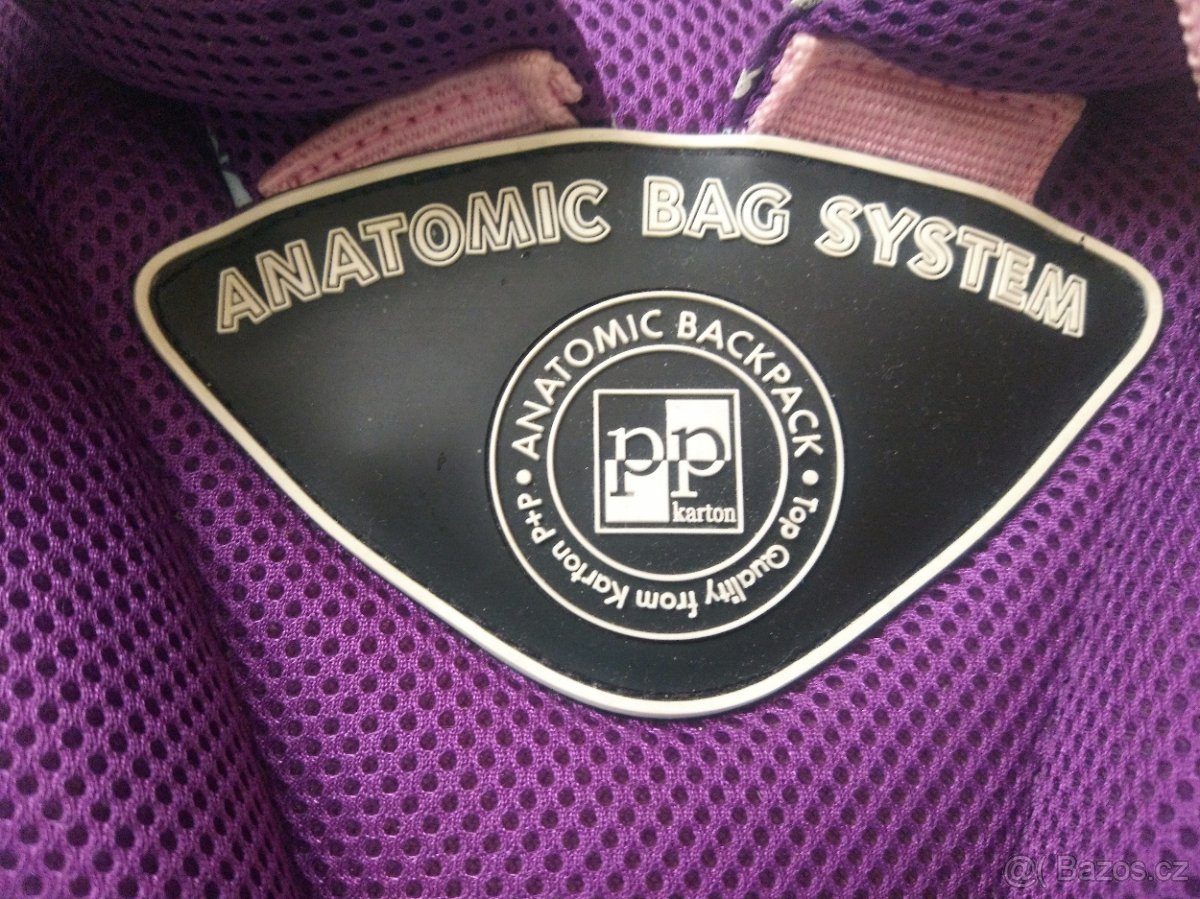 ANATOMIC BAG SYSTEM
• ANATOMIC BACKPACK •
Top Quality from Karton P+P
pp
karton
@( Bazos.cz